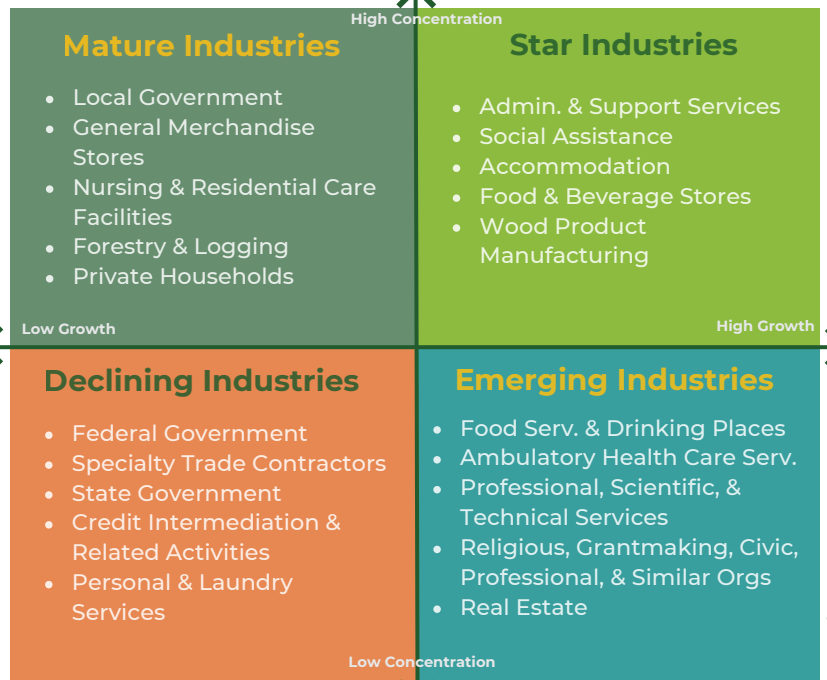 High Concentration
Mature Industries
• Local Government
• General Merchandise
Stores
• Nursing & Residential Care
Facilities
• Forestry & Logging
• Private Households
Low Growth
Star Industries
• Admin. & Support Services
• Social Assistance
• Accommodation
• Food & Beverage Stores
• Wood Product
Manufacturing
High Growth
Declining Industries
• Federal Government
• Specialty Trade Contractors
• State Government
• Credit Intermediation &
Related Activities
• Personal & Laundry
Services
Emerging Industries
• Food Serv. & Drinking Places
• Ambulatory Health Care Serv.
• Professional, Scientific, &
Technical Services
• Religious, Grantmaking, Civic,
Professional, & Similar Orgs
• Real Estate
Low Concentration